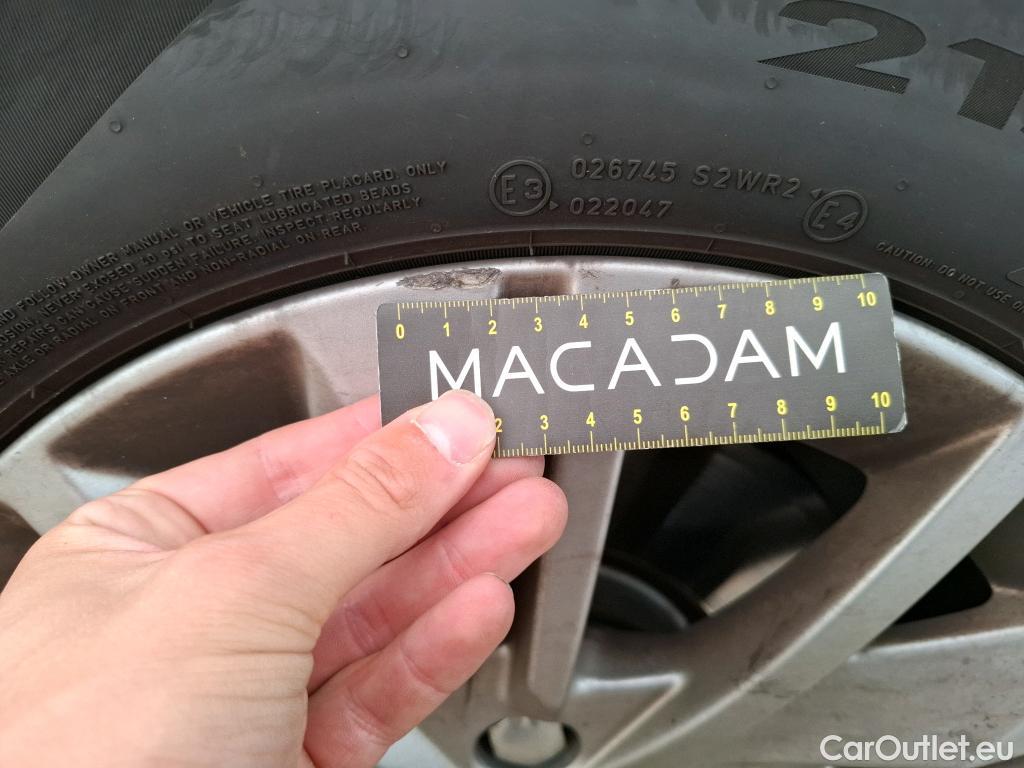 21
026745 S2WR2
E3
022047
E4
FOLLOW OWNER MANUAL OR VEHICLE TIRE PLACARD. ONLY
NEVER EXCEED 40 psi TO SEAT LUBRICATED BEADS
REPAIRS CAN CAUSE SUDDEN FAILURE. INSPECT REGULARLY
OR RADIAL ON FRONT AND NON-RADIAL ON REAR.
CAUTION: DO NOT USE
0 1 2 3 4 5 6 7 8 9 10
MACADAM
2 3 4 5 6 7 8 9 10
CarOutlet.eu